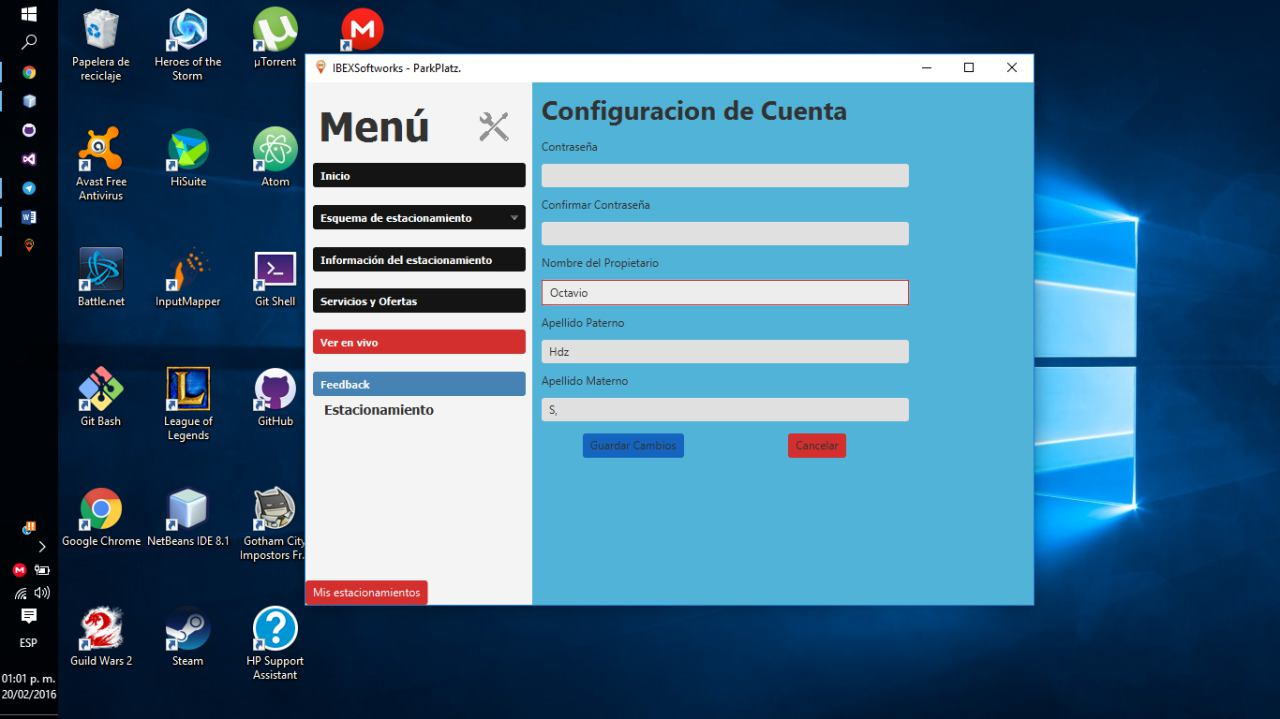 Papelera de
reciclaje
Heroes of the
Storm
µTorrent
Avast Free
Antivirus
HiSuite
Atom
Battle.net
InputMapper
Git Shell
Git Bash
League of
Legends
GitHub
Google Chrome
NetBeans IDE 8.1
Gotham City
Impostors Fr...
Guild Wars 2
Steam
HP Support
Assistant
ESP
01:01 p. m.
20/02/2016
IBEXSoftworks - ParkPlatz.
Menú
Inicio
Esquema de estacionamiento
Información del estacionamiento
Servicios y Ofertas
Ver en vivo
Feedback
Estacionamiento
Mis estacionamientos
Configuracion de Cuenta
Contraseña
Confirmar Contraseña
Nombre del Propietario
Octavio
Apellido Paterno
Hdz
Apellido Materno
S,
Guardar Cambios
Cancelar